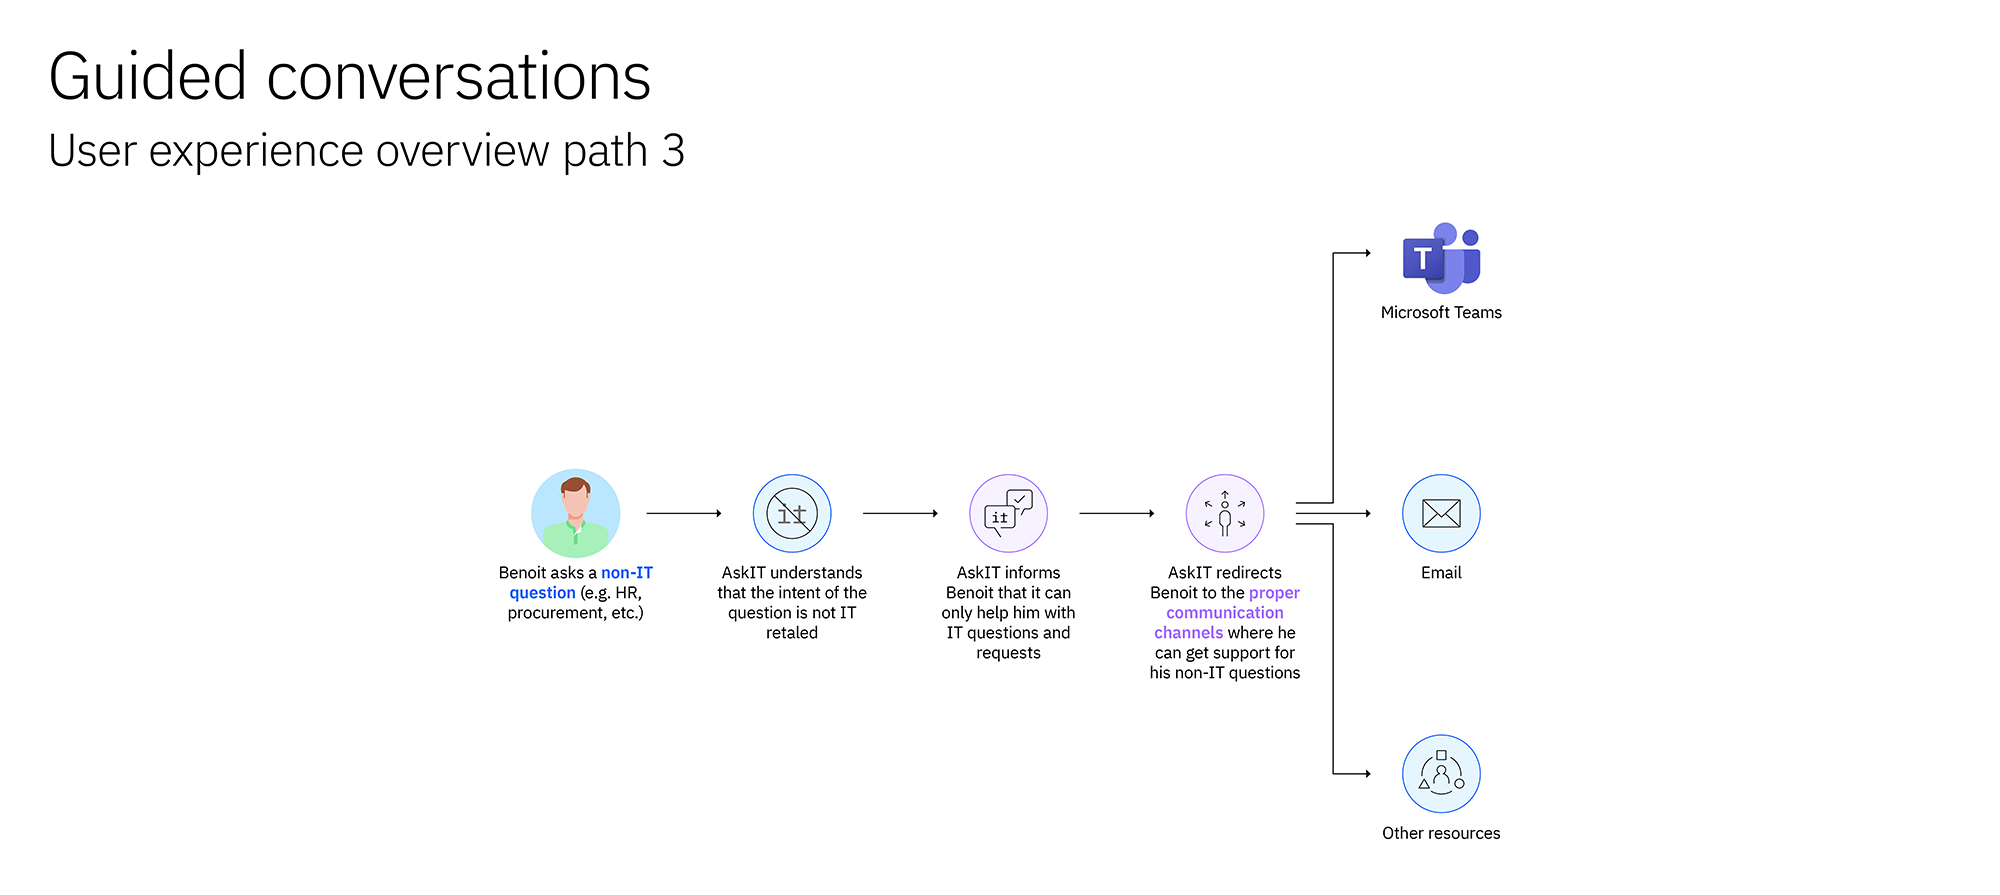 Guided conversations
User experience overview path 3
T
Microsoft Teams
it
it
Benoit asks a non-IT
question (e.g. HR,
procurement, etc.)
AskIT understands
that the intent of the
question is not IT
retaled
AskIT informs
Benoit that it can
only help him with
IT questions and
requests
AskIT redirects
Benoit to the proper
communication
channels where he
can get support for
his non-IT questions
Email
Other resources